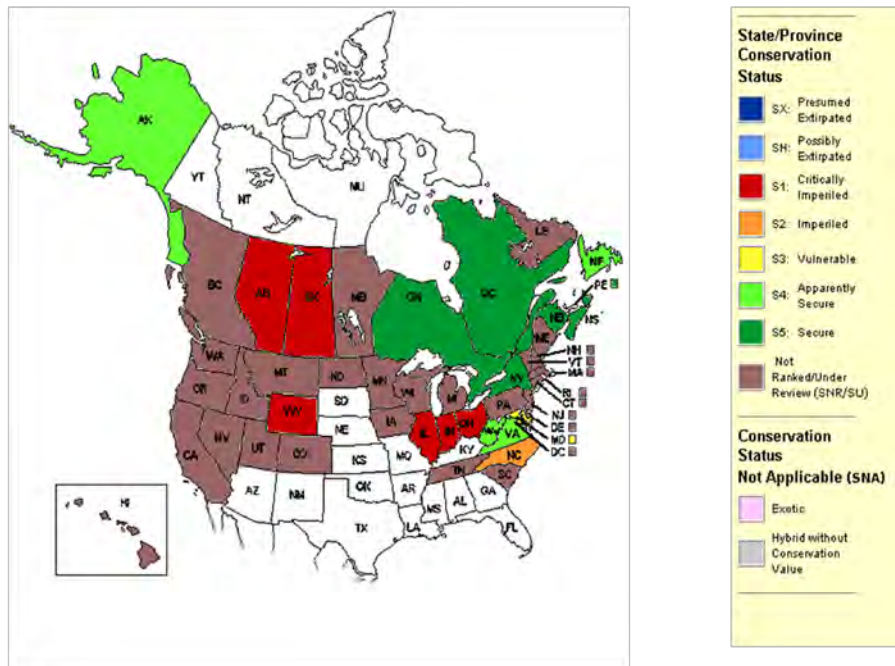 AK
YT
NT
NU
BC
AB
SK
MB
ON
QC
LB
NF
PE
NB
NS
ME
NH
VT
MA
RI
CT
NJ
DE
MD
DC
WA
OR
ID
MT
WY
ND
SD
NE
KS
MN
IA
WI
MI
IL
IN
OH
PA
NY
WV
VA
KY
TN
NC
SC
MO
AR
OK
TX
LA
MS
AL
GA
FL
NM
AZ
CO
UT
NV
CA
HI
State/Province
Conservation
Status
SX: Presumed
Extirpated
SH: Possibly
Extirpated
S1: Critically
Imperiled
S2: Imperiled
S3: Vulnerable
S4: Apparently
Secure
S5: Secure
Not
Ranked/Under
Review (SNR/SU)
Conservation
Status
Not Applicable (SNA)
Exotic
Hybrid without
Conservation
Value